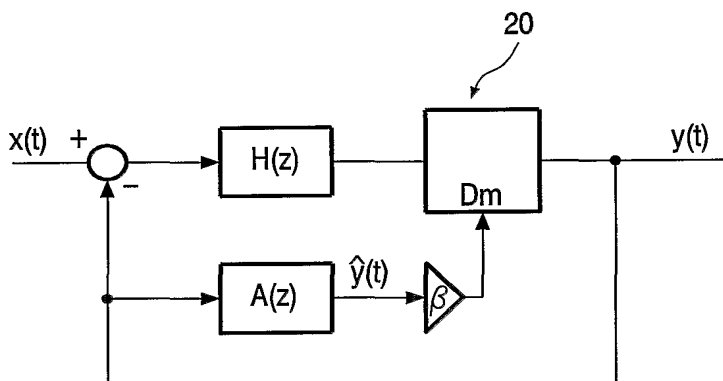 20
x(t)
+
−
H(z)
Dm
y(t)
A(z)
ŷ(t)
β